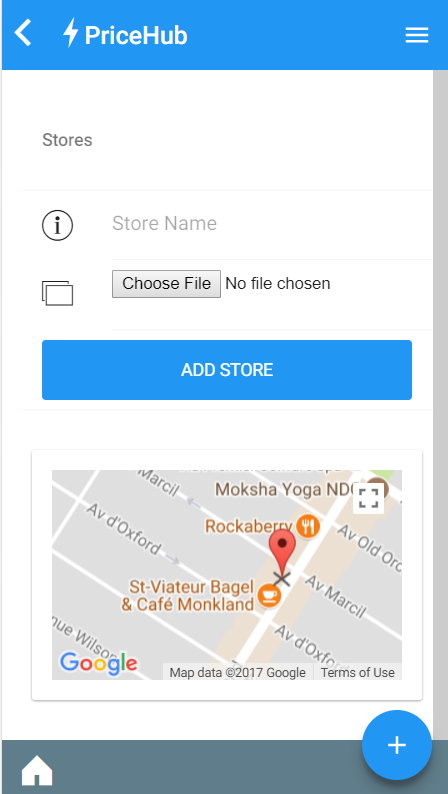 PriceHub
Stores
Store Name
Choose File No file chosen
ADD STORE
Marcil
Moksha Yoga NDG
Av d'Oxford
Rockaberry
Av Old Orc
St-Viateur Bagel
& Café Monkland
Av Marcil
nue Wilson
Av d'Oxford
Google
Map data ©2017 Google
Terms of Use